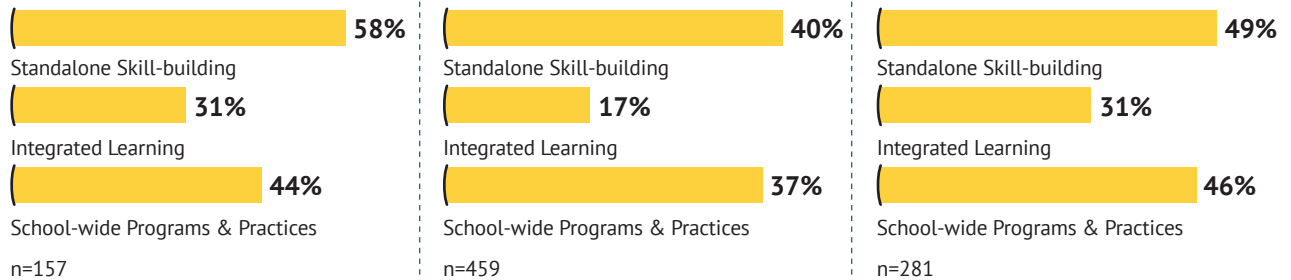 58%
Standalone Skill-building
31%
Integrated Learning
44%
School-wide Programs & Practices
n=157
40%
Standalone Skill-building
17%
Integrated Learning
37%
School-wide Programs & Practices
n=459
49%
Standalone Skill-building
31%
Integrated Learning
46%
School-wide Programs & Practices
n=281